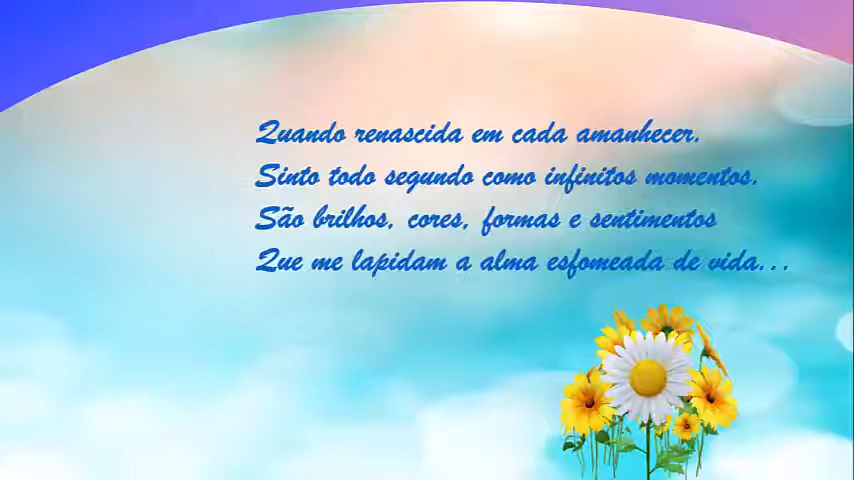 Quando renascida em cada amanhecer.
Sinto todo segundo como infinitos momentos.
São brilhos, cores, formas e sentimentos
Que me lapidam a alma esfomeada de vida...